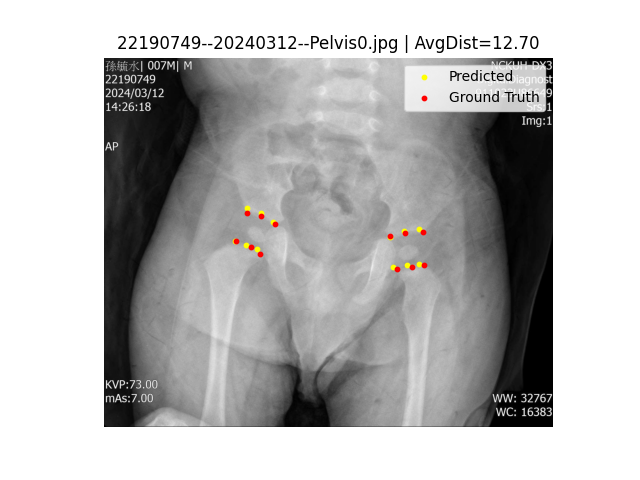 22190749--20240312--Pelvis0.jpg | AvgDist=12.70
孫毓水| 007M| M
22190749
2024/03/12
14:26:18
AP
NCKUH-DX3
Diagnost
Srs:1
Img:1
Predicted
Ground Truth
KVP:73.00
mAs:7.00
WW: 32767
WC: 16383